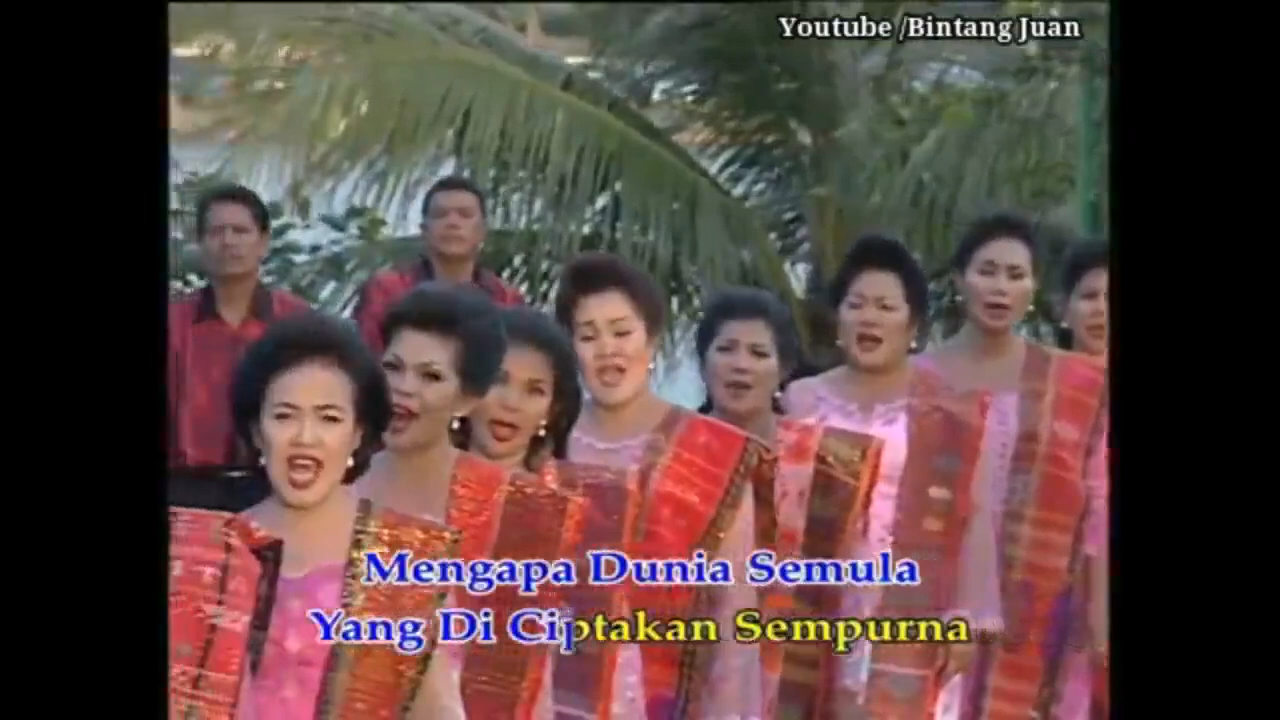 Youtube /Bintang Juan
Mengapa Dunia Semula
Yang Di Ciptakan Sempurna